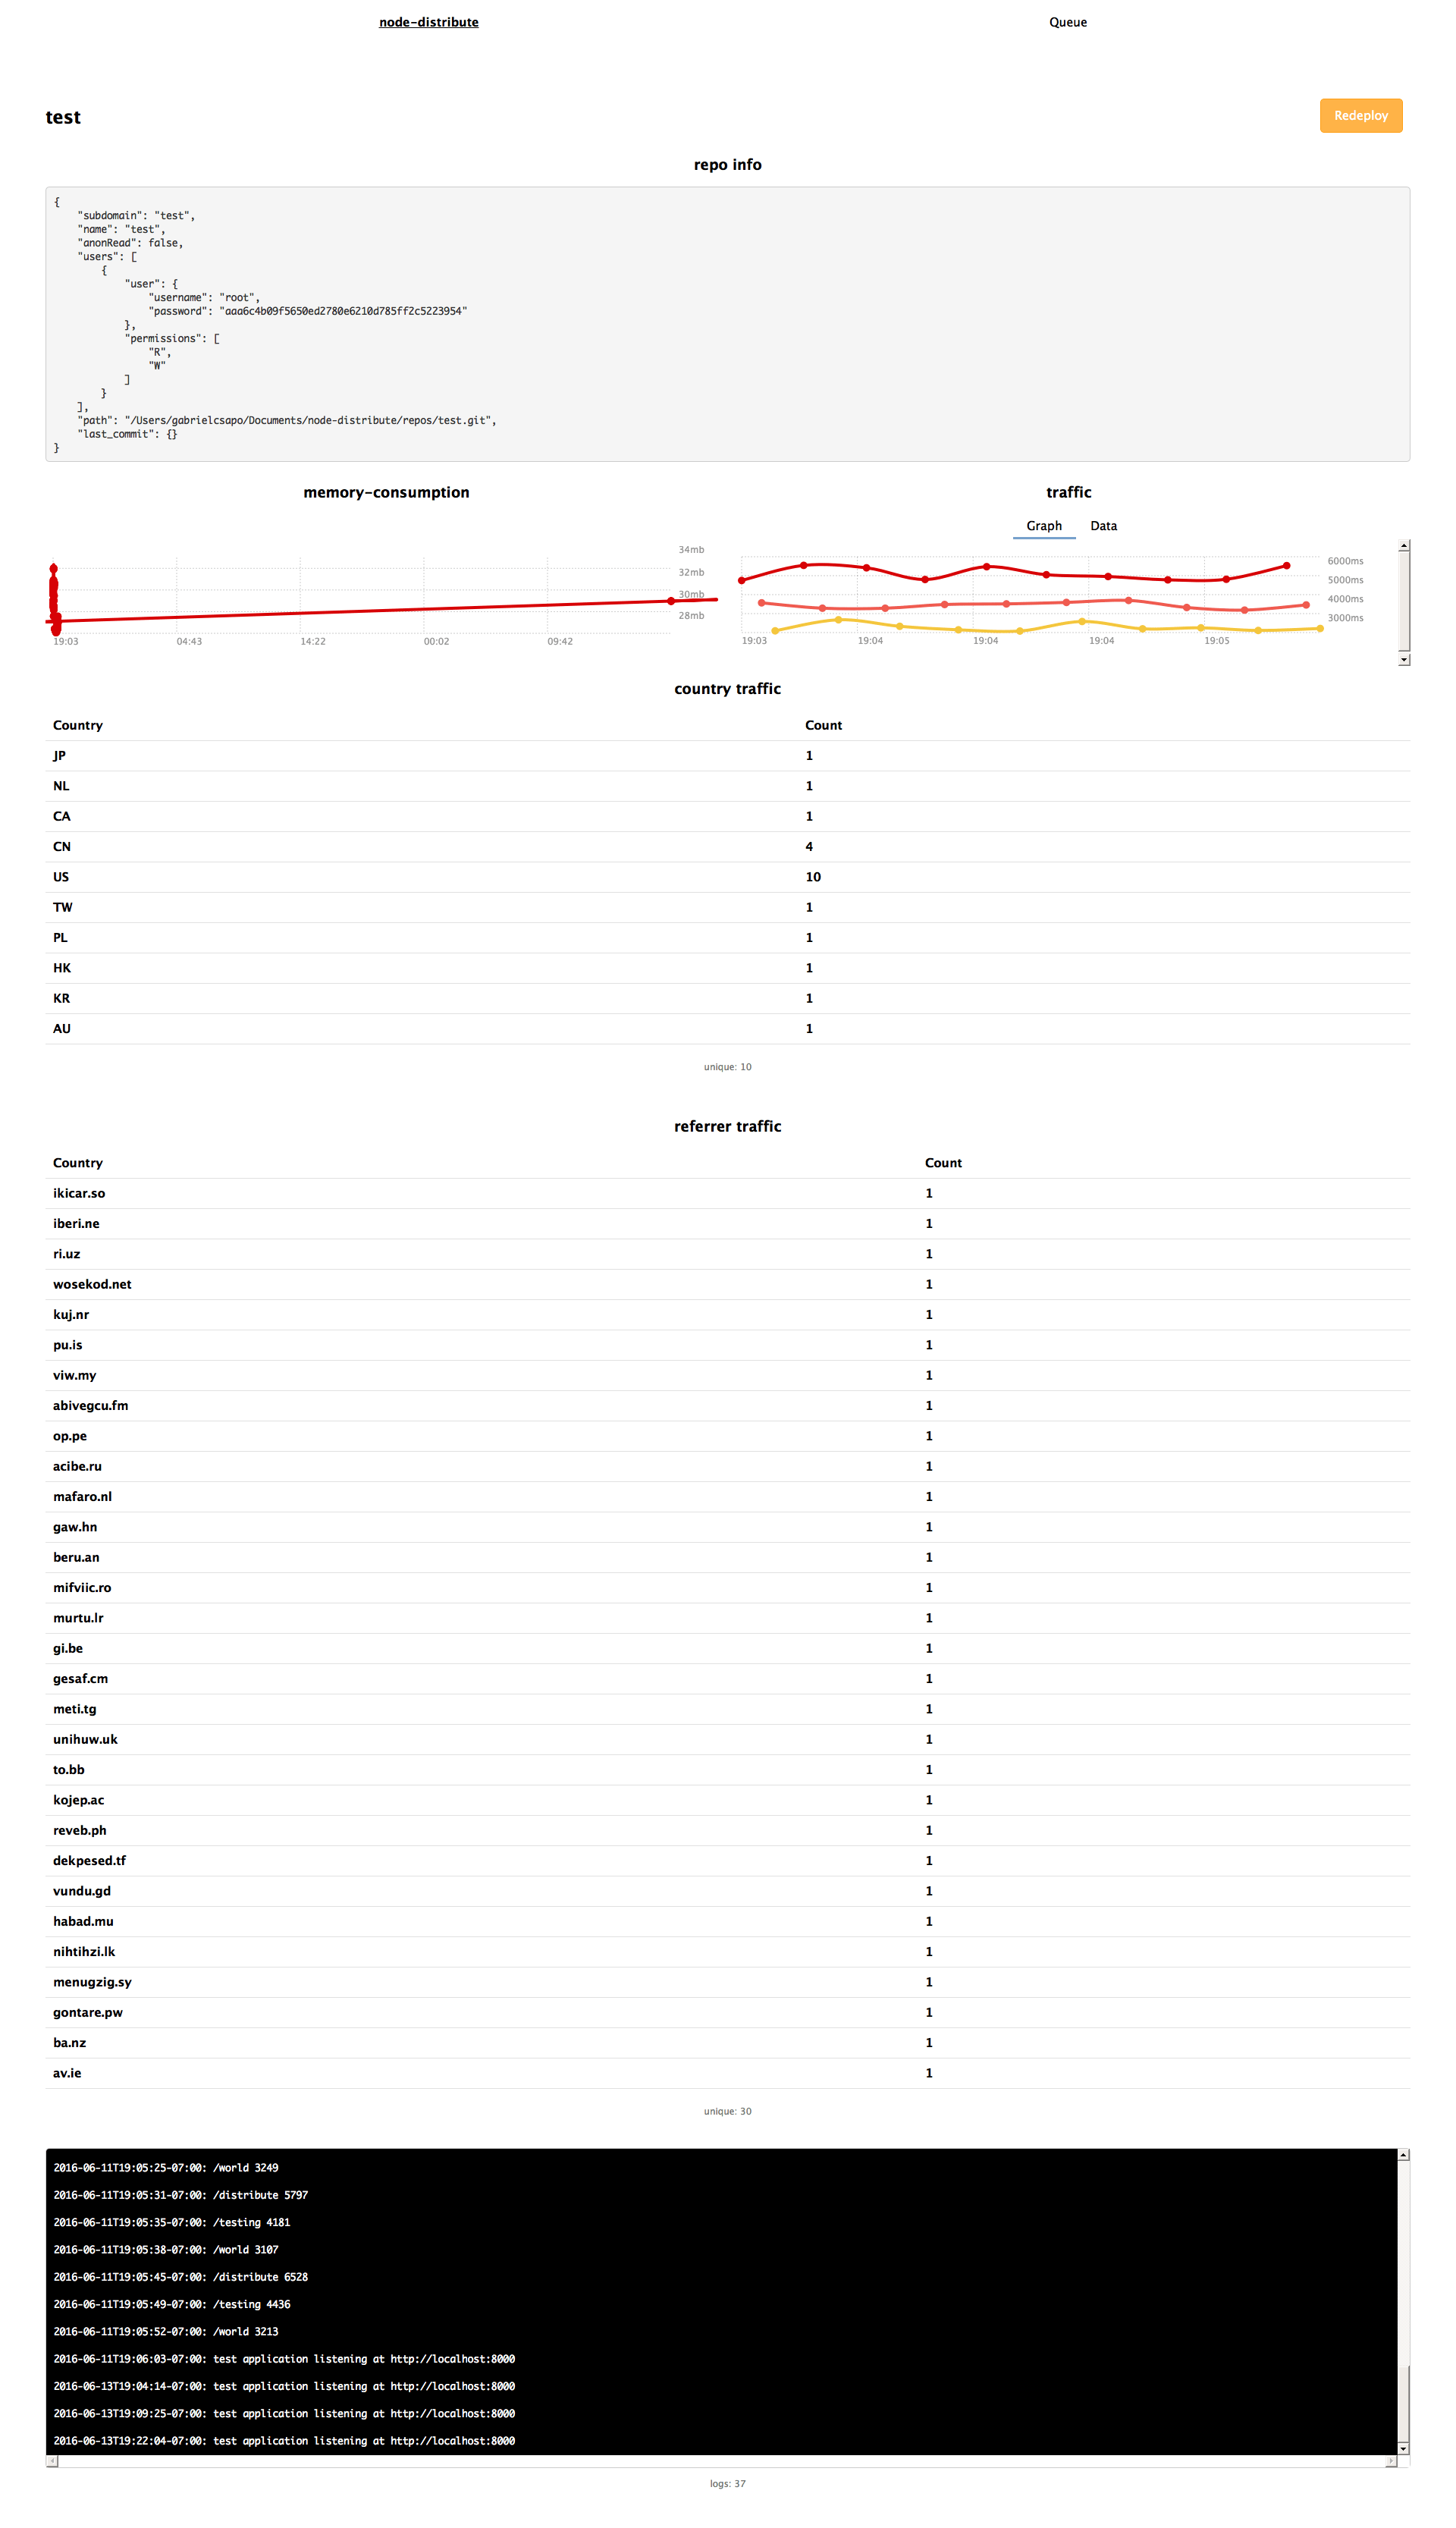 node-distribute Queue
test Redeploy
repo info
{
    "subdomain": "test",
    "name": "test",
    "anonRead": false,
    "users": [
        {
            "user": {
                "username": "root",
                "password": "aaa6c4b09f5650ed2780e6210d785ff2c5223954"
            },
            "permissions": [
                "R",
                "W"
            ]
        }
    ],
    "path": "/Users/gabrielcsapo/Documents/node-distribute/repos/test.git",
    "last_commit": {}
}
memory-consumption
34mb
32mb
30mb
28mb
19:03 04:43 14:22 00:02 09:42
traffic
Graph Data
6000ms
5000ms
4000ms
3000ms
19:03 19:04 19:04 19:04 19:05
country traffic
Country Count
JP 1
NL 1
CA 1
CN 4
US 10
TW 1
PL 1
HK 1
KR 1
AU 1
unique: 10
referrer traffic
Country Count
ikicar.so 1
iberi.ne 1
ri.uz 1
wosekod.net 1
kuj.nr 1
pu.is 1
viw.my 1
abivegcu.fm 1
op.pe 1
acibe.ru 1
mafaro.nl 1
gaw.hn 1
beru.an 1
mifviic.ro 1
murtu.lr 1
gi.be 1
gesaf.cm 1
meti.tg 1
unihuw.uk 1
to.bb 1
kojep.ac 1
reveb.ph 1
dekpesed.tf 1
vundu.gd 1
habad.mu 1
nihtihzi.lk 1
menugzig.sy 1
gontare.pw 1
ba.nz 1
av.ie 1
unique: 30
2016-06-11T19:05:25-07:00: /world 3249
2016-06-11T19:05:31-07:00: /distribute 5797
2016-06-11T19:05:35-07:00: /testing 4181
2016-06-11T19:05:38-07:00: /world 3107
2016-06-11T19:05:45-07:00: /distribute 6528
2016-06-11T19:05:49-07:00: /testing 4436
2016-06-11T19:05:52-07:00: /world 3213
2016-06-11T19:06:03-07:00: test application listening at http://localhost:8000
2016-06-13T19:04:14-07:00: test application listening at http://localhost:8000
2016-06-13T19:09:25-07:00: test application listening at http://localhost:8000
2016-06-13T19:22:04-07:00: test application listening at http://localhost:8000
logs: 37